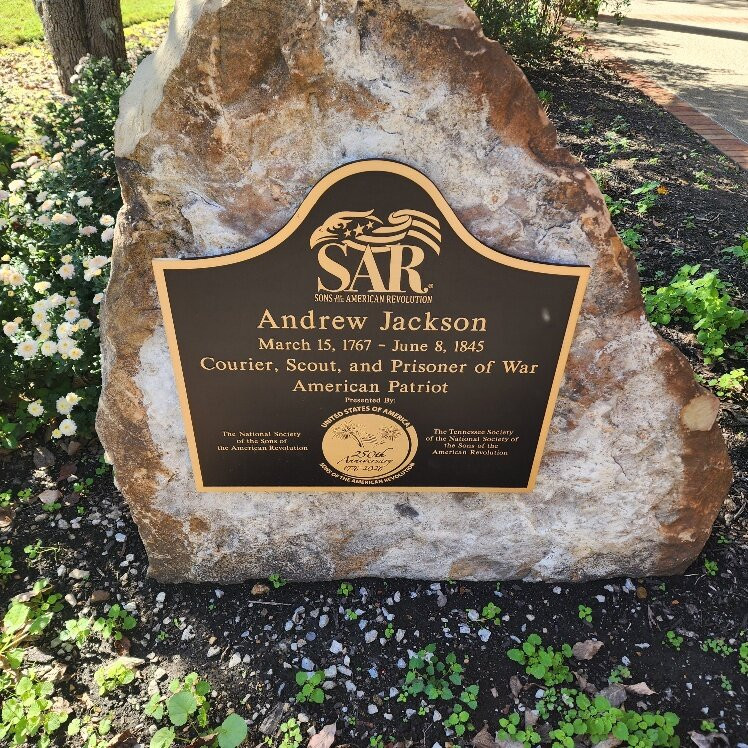 SAR
SONS OF THE AMERICAN REVOLUTION
Andrew Jackson
March 15, 1767 - June 8, 1845
Courier, Scout, and Prisoner of War
American Patriot
Presented By:
The National Society
of the Sons of
the American Revolution
UNITED STATES OF AMERICA
250th
Anniversary
1776-2026
SONS OF THE AMERICAN REVOLUTION
The Tennessee Society
of the National Society of
the Sons of the
American Revolution